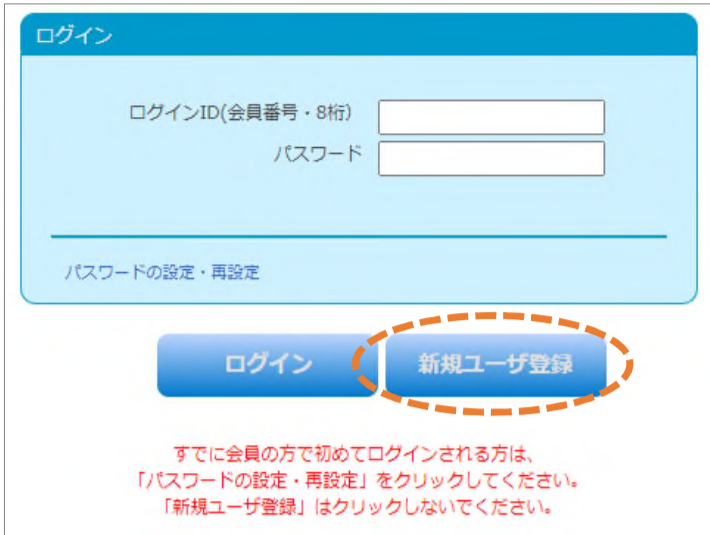 ログイン
ログインID(会員番号・8桁)
パスワード
パスワードの設定・再設定
ログイン
新規ユーザ登録
すでに会員の方で初めてログインされる方は、
「パスワードの設定・再設定」をクリックしてください。
「新規ユーザ登録」はクリックしないでください。